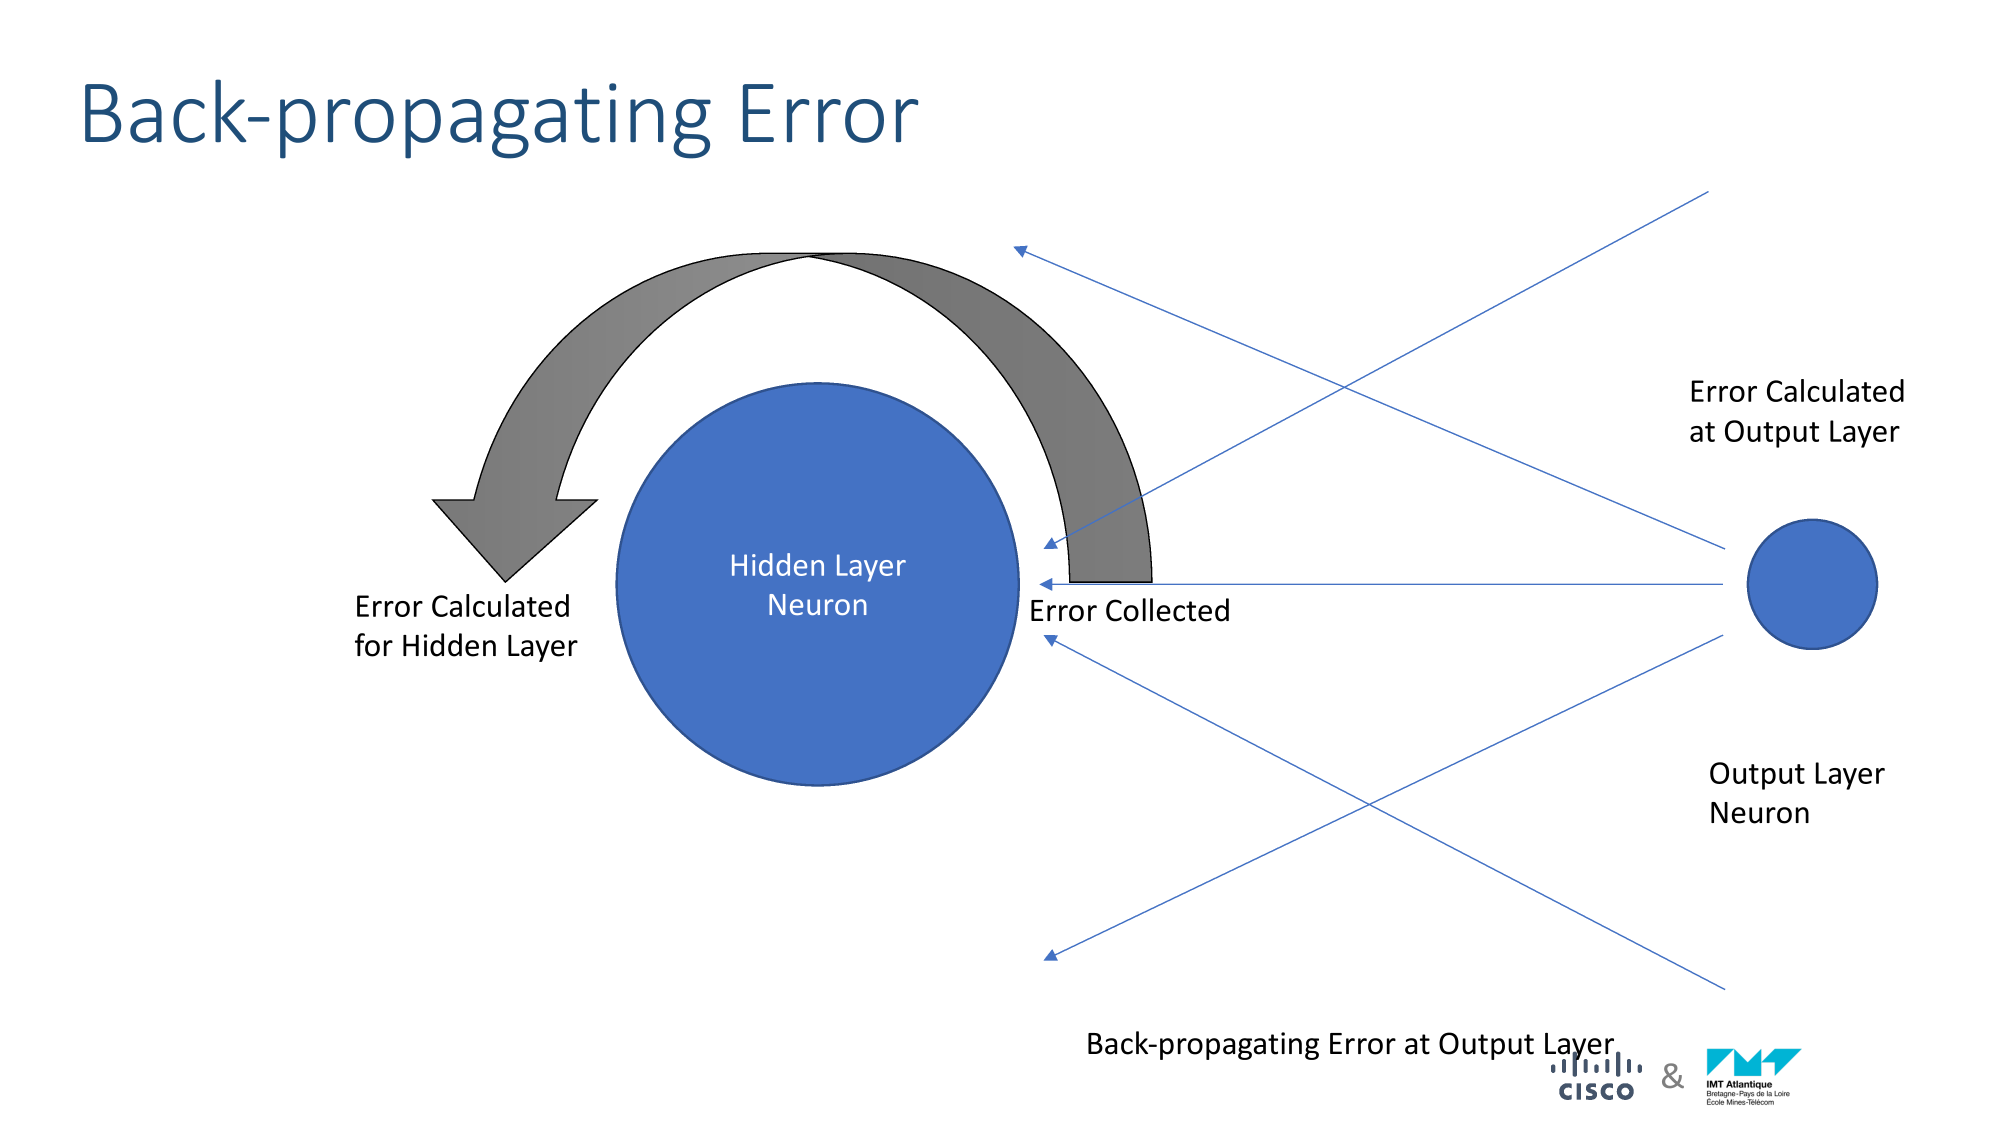 Back-propagating Error
Error Calculated
at Output Layer
Hidden Layer
Neuron
Error Calculated
for Hidden Layer
Error Collected
Output Layer
Neuron
Back-propagating Error at Output Layer
CISCO
&
IMT Atlantique
Bretagne-Pays de la Loire
École Mines-Télécom